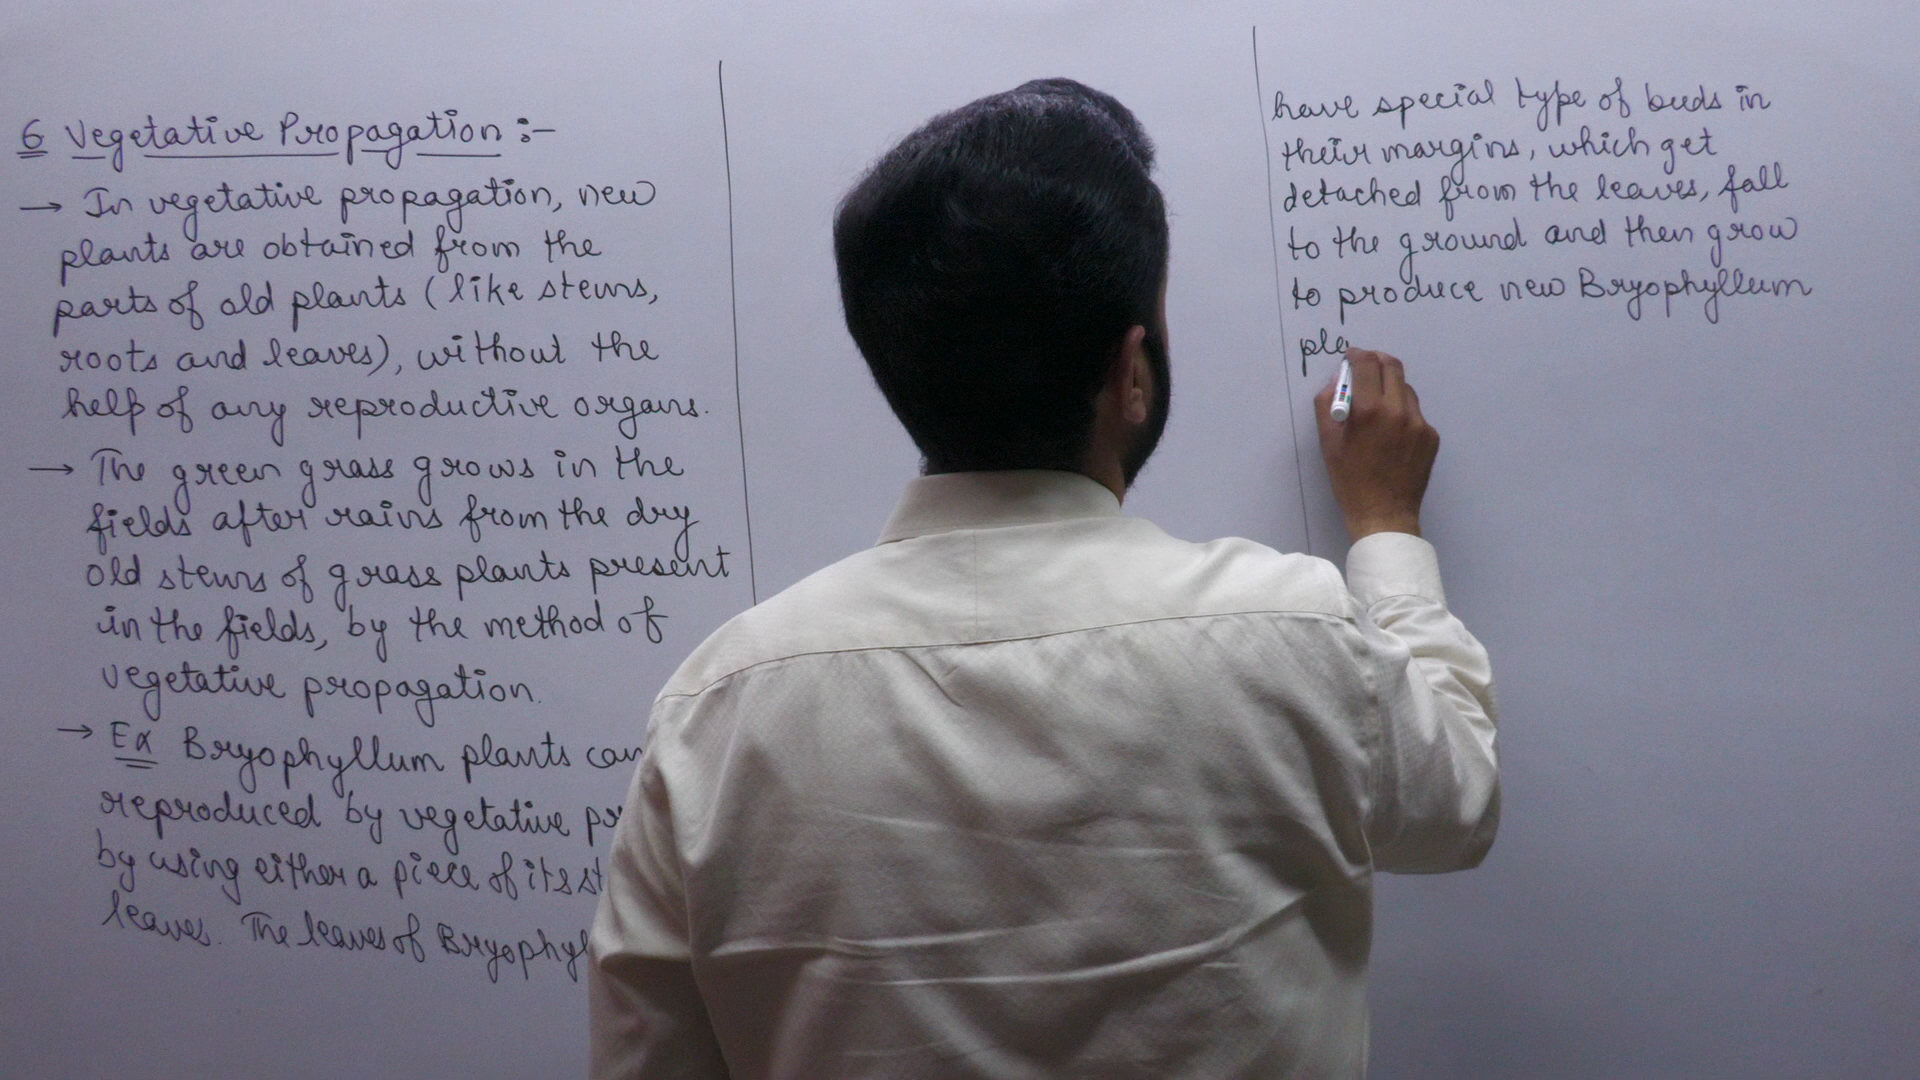 6 Vegetative Propagation :-
→ In vegetative propagation, new
plants are obtained from the
parts of old plants (like stems,
roots and leaves), without the
help of any reproductive organs.
→ The green grass grows in the
fields after rains from the dry
old stems of grass plants present
in the fields, by the method of
vegetative propagation.
→ Ex Bryophyllum plants can
reproduced by vegetative
by using either a piece of its
leaves. The leaves of
have special type of buds in
their margins, which get
detached from the leaves, fall
to the ground and then grow
to produce new Bryophyllum